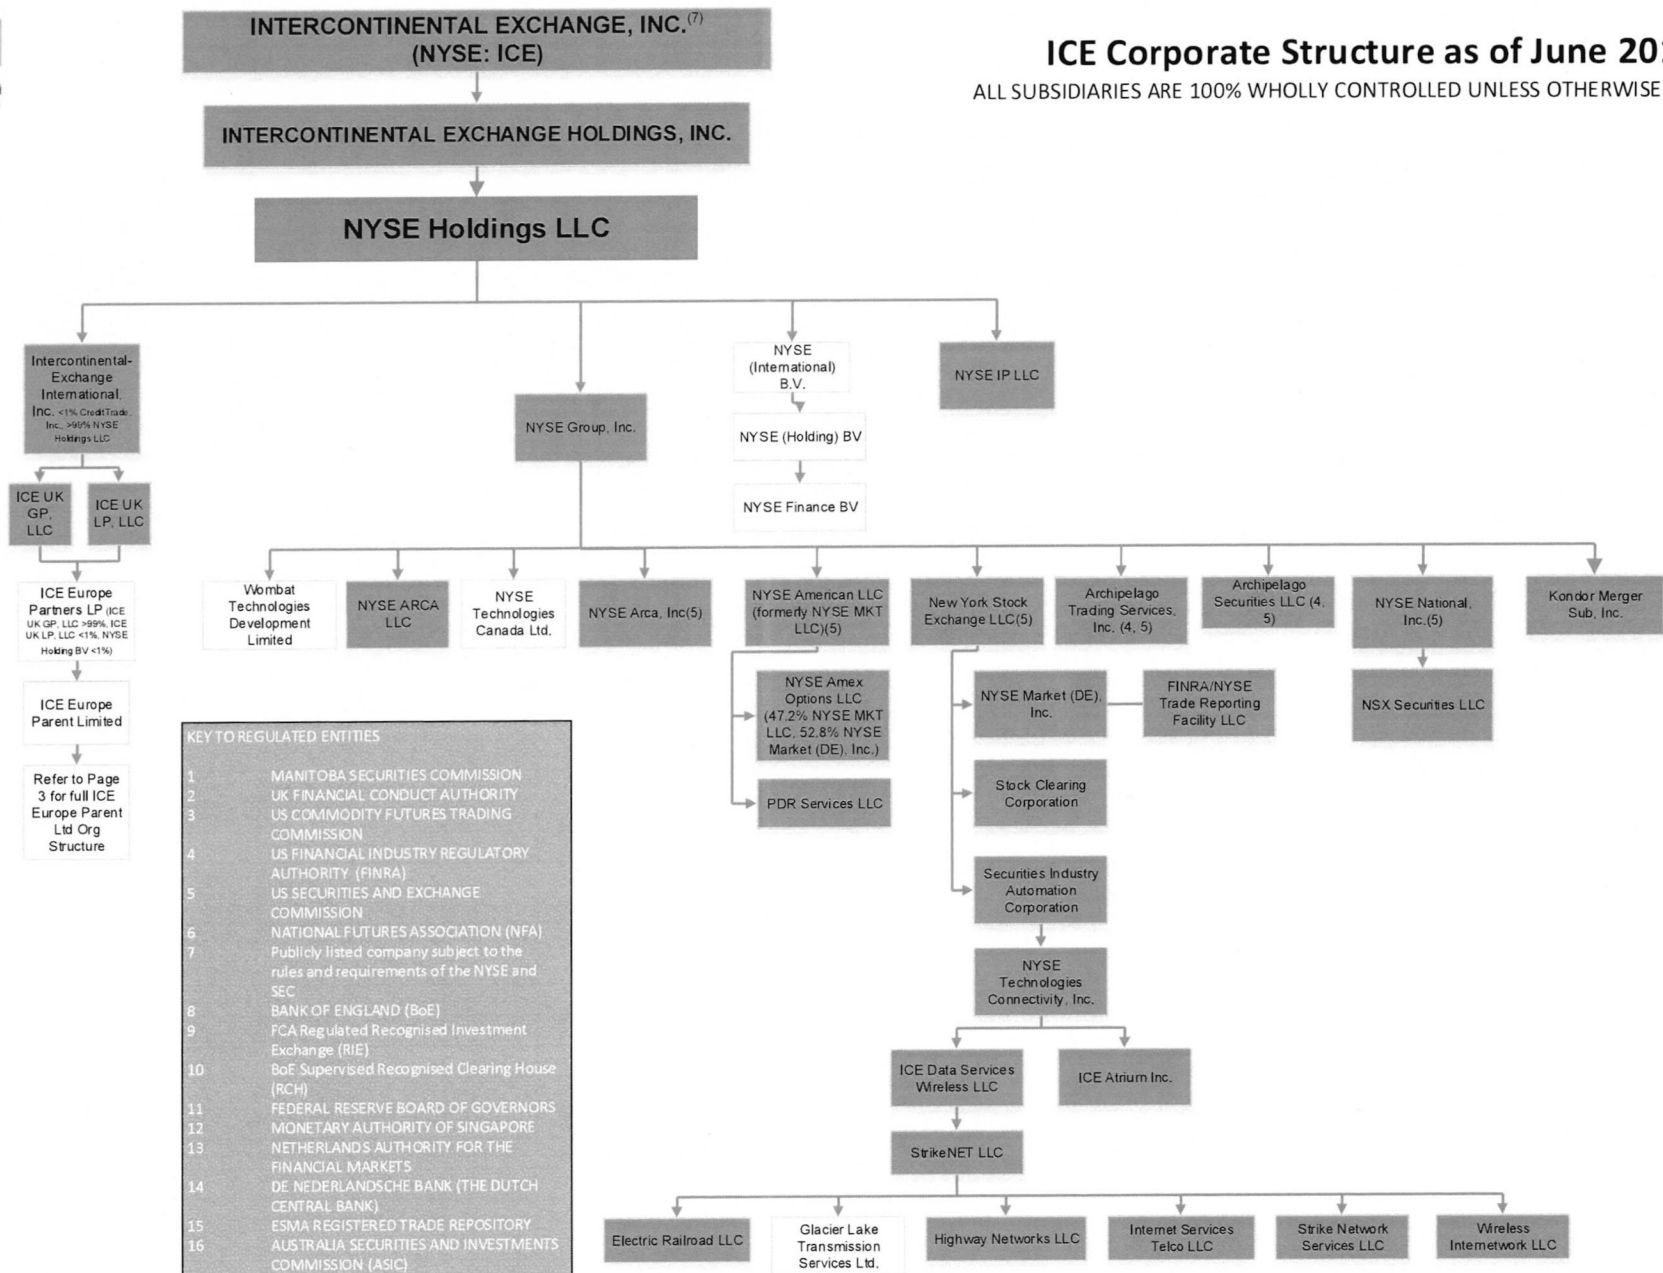 INTERCONTINENTAL EXCHANGE, INC.(7)
(NYSE: ICE)
ICE Corporate Structure as of June 20
ALL SUBSIDIARIES ARE 100% WHOLLY CONTROLLED UNLESS OTHERWISE
INTERCONTINENTAL EXCHANGE HOLDINGS, INC.
NYSE Holdings LLC
Intercontinental-
Exchange
International,
Inc. <1% CreditTrade,
Inc., >99% NYSE
Holdings LLC
NYSE Group, Inc.
NYSE
(International)
B.V.
NYSE (Holding) BV
NYSE Finance BV
NYSE IP LLC
ICE UK
GP,
LLC
ICE UK
LP, LLC
ICE Europe
Partners LP (ICE
UK GP, LLC >99%, ICE
UK LP, LLC <1%, NYSE
Holding BV <1%)
ICE Europe
Parent Limited
Refer to Page
3 for full ICE
Europe Parent
Ltd Org
Structure
Wombat
Technologies
Development
Limited
NYSE ARCA
LLC
NYSE
Technologies
Canada Ltd.
NYSE Arca, Inc(5)
NYSE American LLC
(formerly NYSE MKT
LLC)(5)
New York Stock
Exchange LLC(5)
Archipelago
Trading Services,
Inc. (4, 5)
Archipelago
Securities LLC (4,
5)
NYSE National,
Inc.(5)
Kondor Merger
Sub, Inc.
NYSE Amex
Options LLC
(47.2% NYSE MKT
LLC, 52.8% NYSE
Market (DE), Inc.)
PDR Services LLC
NYSE Market (DE),
Inc.
FINRA/NYSE
Trade Reporting
Facility LLC
NSX Securities LLC
Stock Clearing
Corporation
Securities Industry
Automation
Corporation
NYSE
Technologies
Connectivity, Inc.
ICE Data Services
Wireless LLC
ICE Atrium Inc.
StrikeNET LLC
Electric Railroad LLC
Glacier Lake
Transmission
Services Ltd.
Highway Networks LLC
Internet Services
Telco LLC
Strike Network
Services LLC
Wireless
Internetwork LLC
KEY TO REGULATED ENTITIES
1 MANITOBA SECURITIES COMMISSION
2 UK FINANCIAL CONDUCT AUTHORITY
3 US COMMODITY FUTURES TRADING
COMMISSION
4 US FINANCIAL INDUSTRY REGULATORY
AUTHORITY (FINRA)
5 US SECURITIES AND EXCHANGE
COMMISSION
6 NATIONAL FUTURES ASSOCIATION (NFA)
7 Publicly listed company subject to the
rules and requirements of the NYSE and
SEC
8 BANK OF ENGLAND (BoE)
9 FCA Regulated Recognised Investment
Exchange (RIE)
10 BoE Supervised Recognised Clearing House
(RCH)
11 FEDERAL RESERVE BOARD OF GOVERNORS
12 MONETARY AUTHORITY OF SINGAPORE
13 NETHERLANDS AUTHORITY FOR THE
FINANCIAL MARKETS
14 DE NEDERLANDSCHE BANK (THE DUTCH
CENTRAL BANK)
15 ESMA REGISTERED TRADE REPOSITORY
16 AUSTRALIA SECURITIES AND INVESTMENTS
COMMISSION (ASIC)